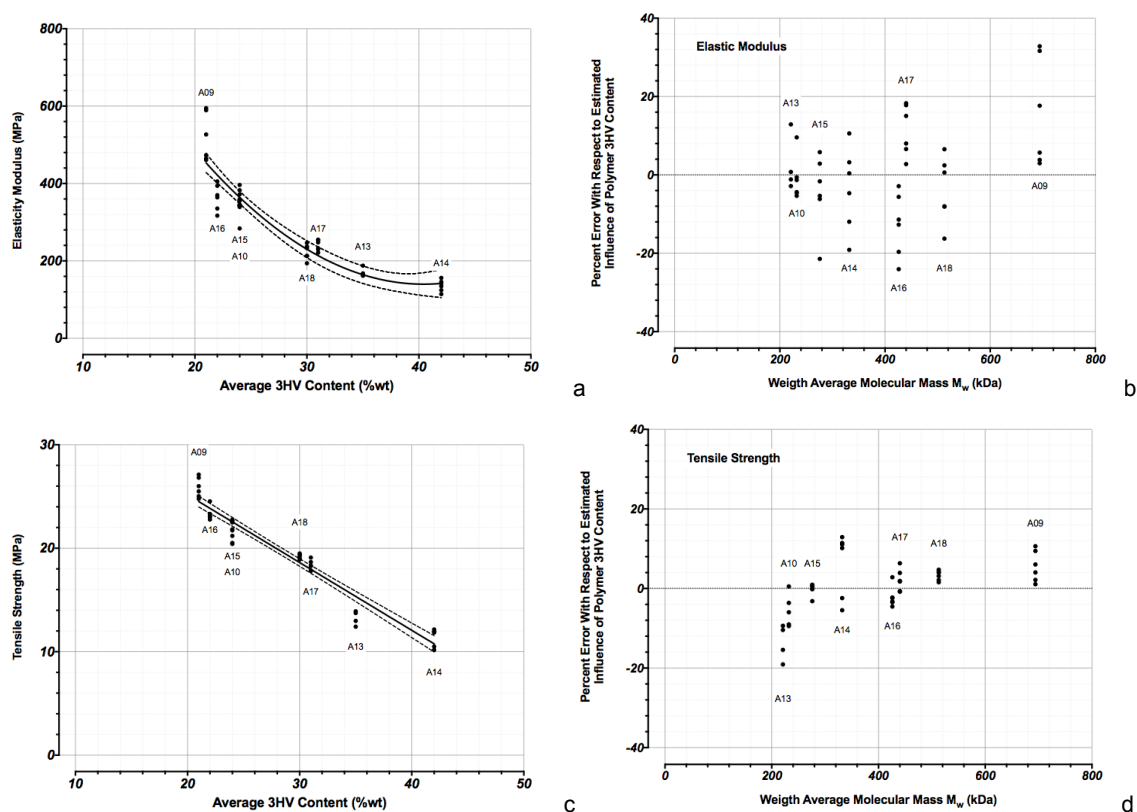 800
600
400
200
0
Elasticity Modulus (MPa)
A09
A16
A15
A10
A18
A17
A13
A14
10
20
30
40
50
Average 3HV Content (%wt)
a
40
20
0
-20
-40
Percent Error With Respect to Estimated
Influence of Polymer 3HV Content
Elastic Modulus
A13
A10
A15
A14
A17
A16
A18
A09
0
200
400
600
800
Weigth Average Molecular Mass Mw (kDa)
b
30
20
10
0
Tensile Strength (MPa)
A09
A16
A15
A10
A18
A17
A13
A14
10
20
30
40
50
Average 3HV Content (%wt)
c
40
20
0
-20
-40
Percent Error With Respect to Estimated
Influence of Polymer 3HV Content
Tensile Strength
A13
A10
A15
A14
A17
A16
A18
A09
0
200
400
600
800
Weigth Average Molecular Mass Mw (kDa)
d